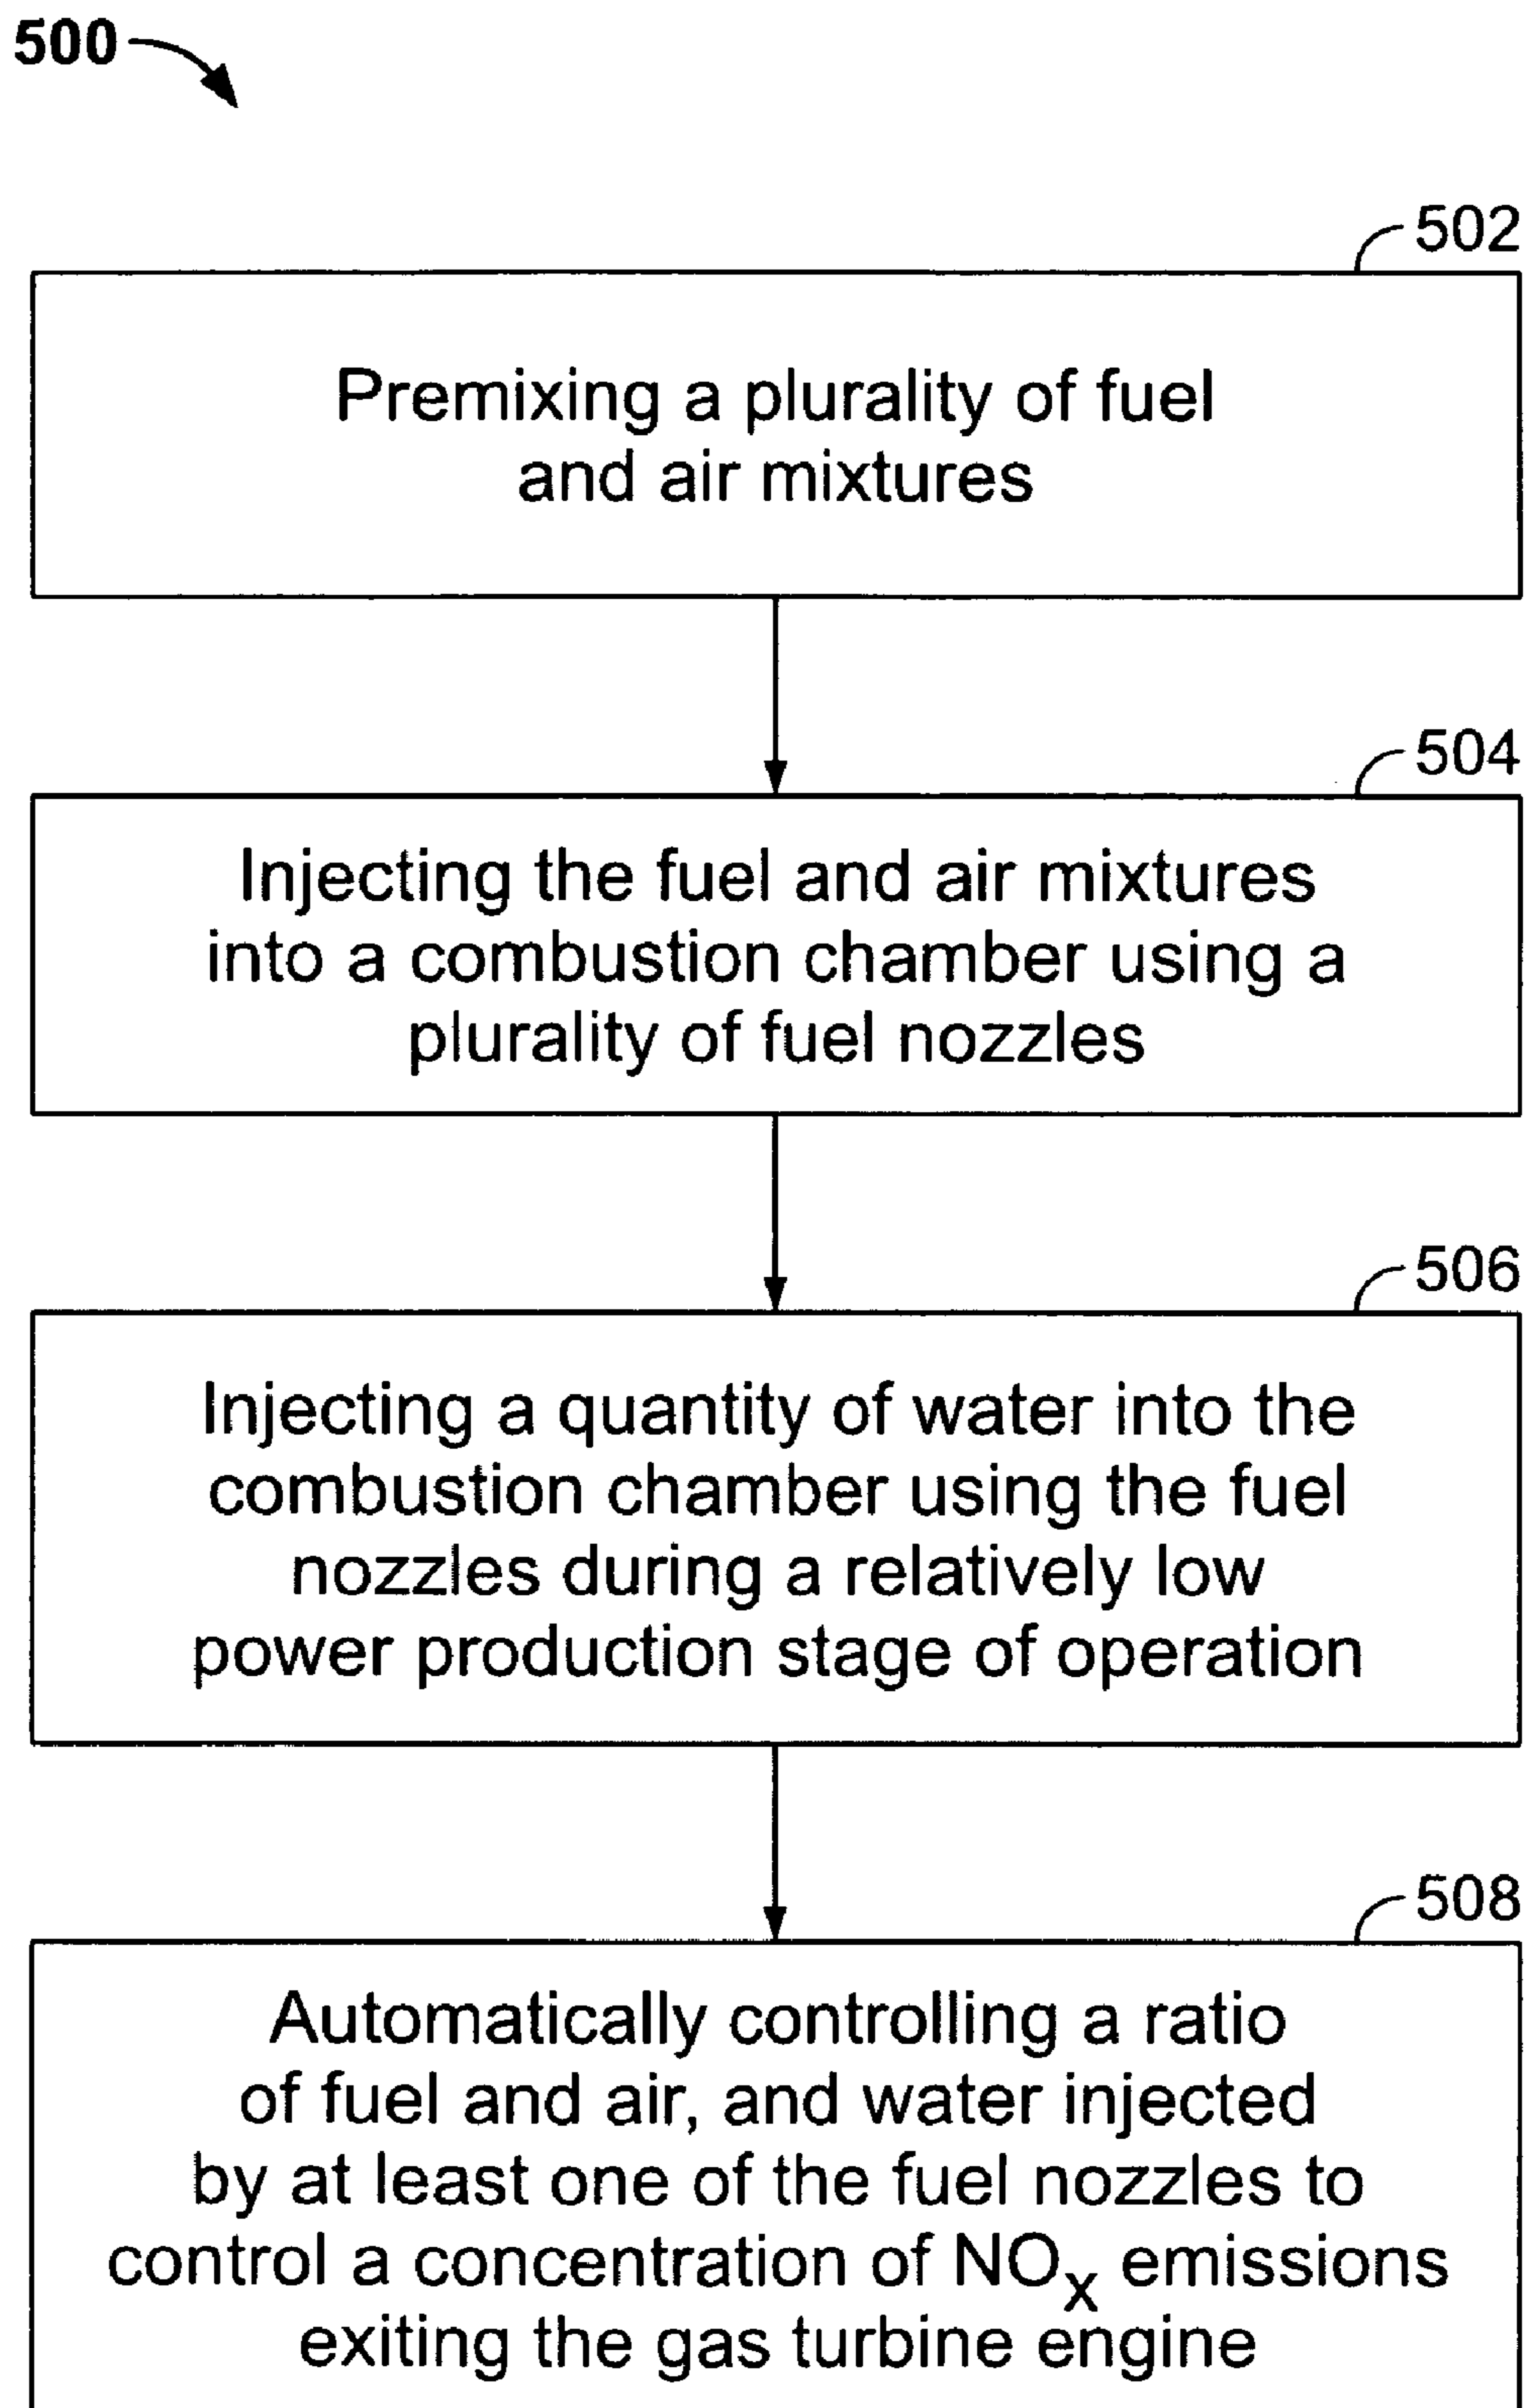 500
502
Premixing a plurality of fuel
and air mixtures
504
Injecting the fuel and air mixtures
into a combustion chamber using a
plurality of fuel nozzles
506
Injecting a quantity of water into the
combustion chamber using the fuel
nozzles during a relatively low
power production stage of operation
508
Automatically controlling a ratio
of fuel and air, and water injected
by at least one of the fuel nozzles to
control a concentration of NOx emissions
exiting the gas turbine engine